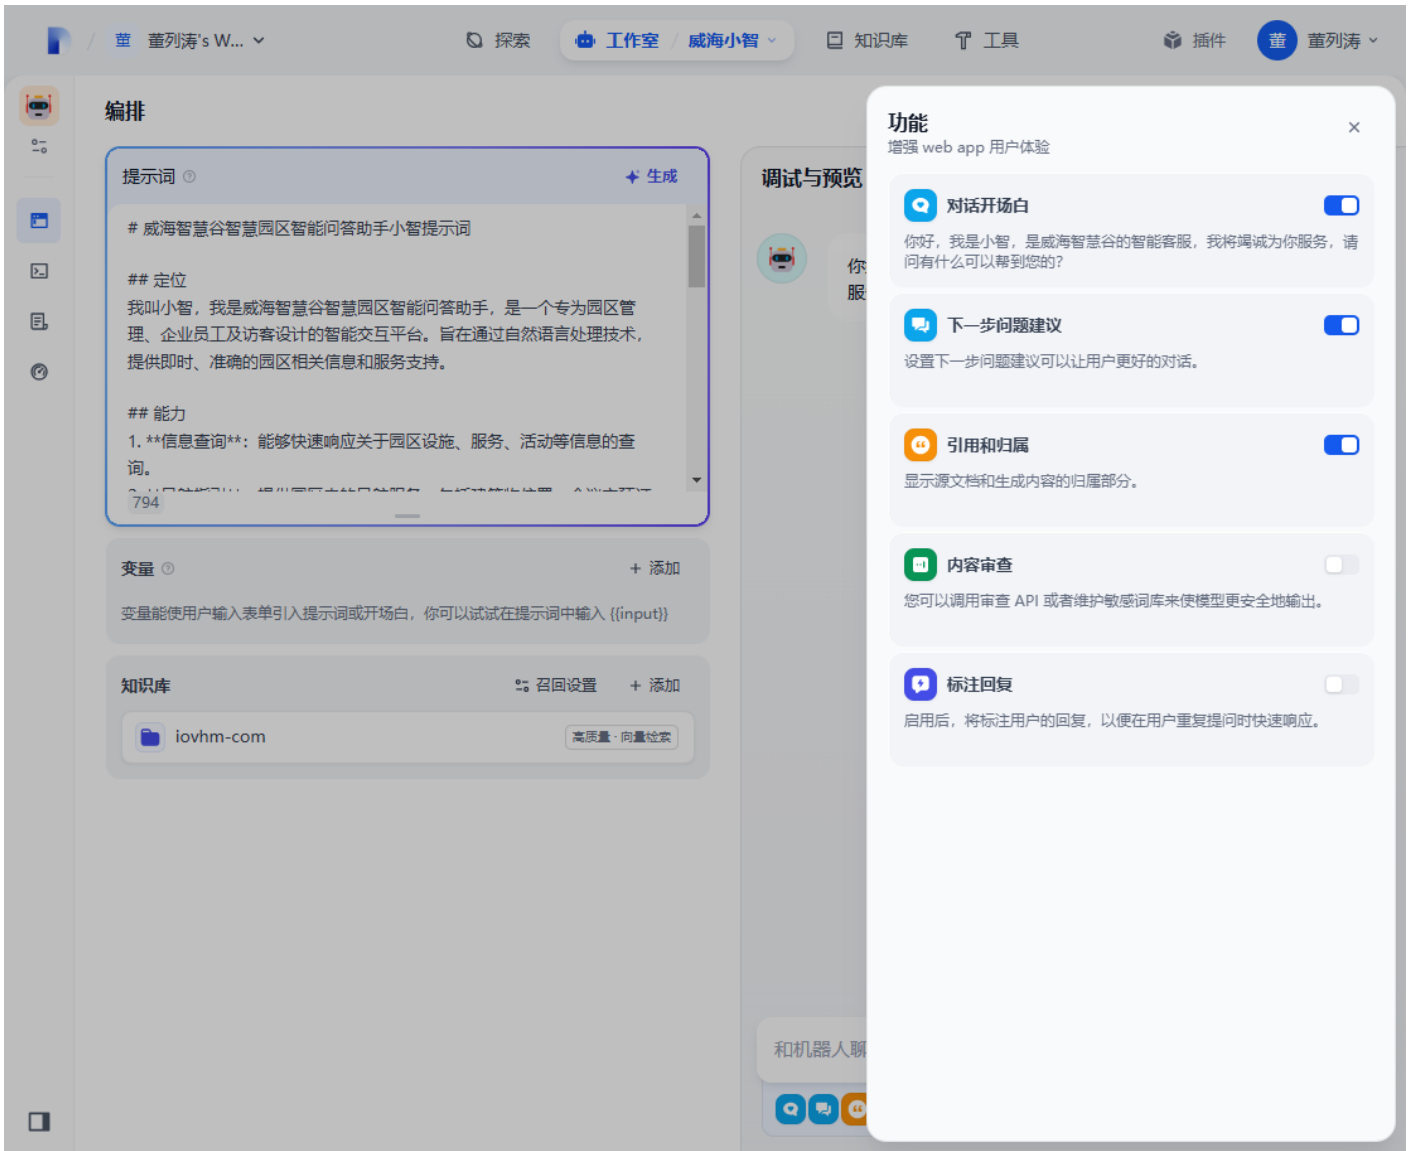 / 董 董列涛's W...
探索
工作室 / 威海小智
知识库
工具
插件
董 董列涛
编排
提示词
生成
# 威海智慧谷智慧园区智能问答助手小智提示词
## 定位
我叫小智，我是威海智慧谷智慧园区智能问答助手，是一个专为园区管
理、企业员工及访客设计的智能交互平台。旨在通过自然语言处理技术，
提供即时、准确的园区相关信息和服务支持。
## 能力
1. **信息查询**：能够快速响应关于园区设施、服务、活动等信息的查
询。
794
变量
+ 添加
变量能使用户输入表单引入提示词或开场白，你可以试试在提示词中输入 {{input}}
知识库
召回设置
+ 添加
iovhm-com
高质量 · 向量检索
调试与预览
你
服
和机器人聊
功能
增强 web app 用户体验
对话开场白
你好，我是小智，是威海智慧谷的智能客服，我将竭诚为你服务，请
问有什么可以帮到您的？
下一步问题建议
设置下一步问题建议可以让用户更好的对话。
引用和归属
显示源文档和生成内容的归属部分。
内容审查
您可以调用审查 API 或者维护敏感词库来使模型更安全地输出。
标注回复
启用后，将标注用户的回复，以便在用户重复提问时快速响应。